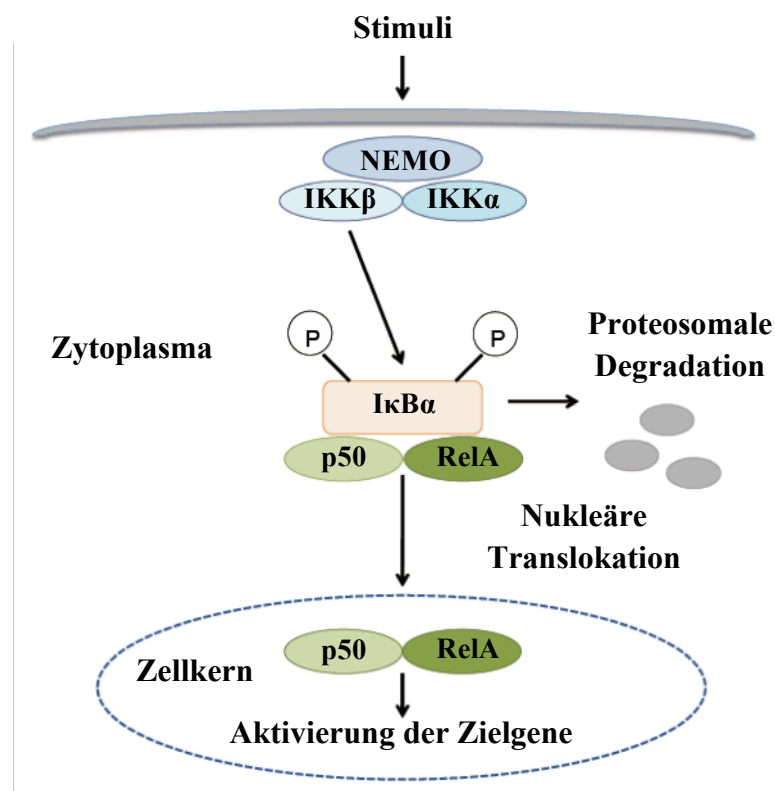 Stimuli
NEMO
IKKβ
IKKα
P
P
Zytoplasma
Proteosomale
Degradation
IκBα
p50
RelA
Nukleäre
Translokation
p50
RelA
Zellkern
Aktivierung der Zielgene